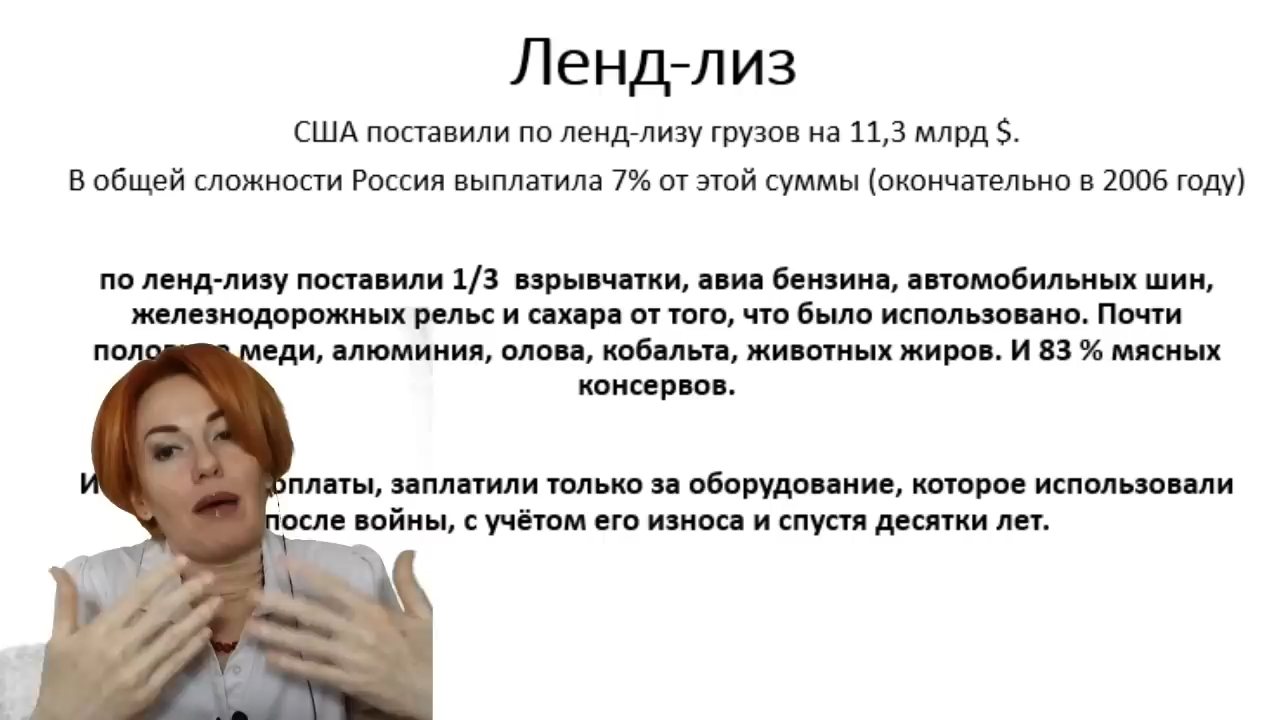 Ленд-лиз
США поставили по ленд-лизу грузов на 11,3 млрд $.
В общей сложности Россия выплатила 7% от этой суммы (окончательно в 2006 году)
по ленд-лизу поставили 1/3 взрывчатки, авиа бензина, автомобильных шин,
железнодорожных рельс и сахара от того, что было использовано. Почти
меди, алюминия, олова, кобальта, животных жиров. И 83 % мясных
консервов.
заплатили только за оборудование, которое использовали
после войны, с учётом его износа и спустя десятки лет.